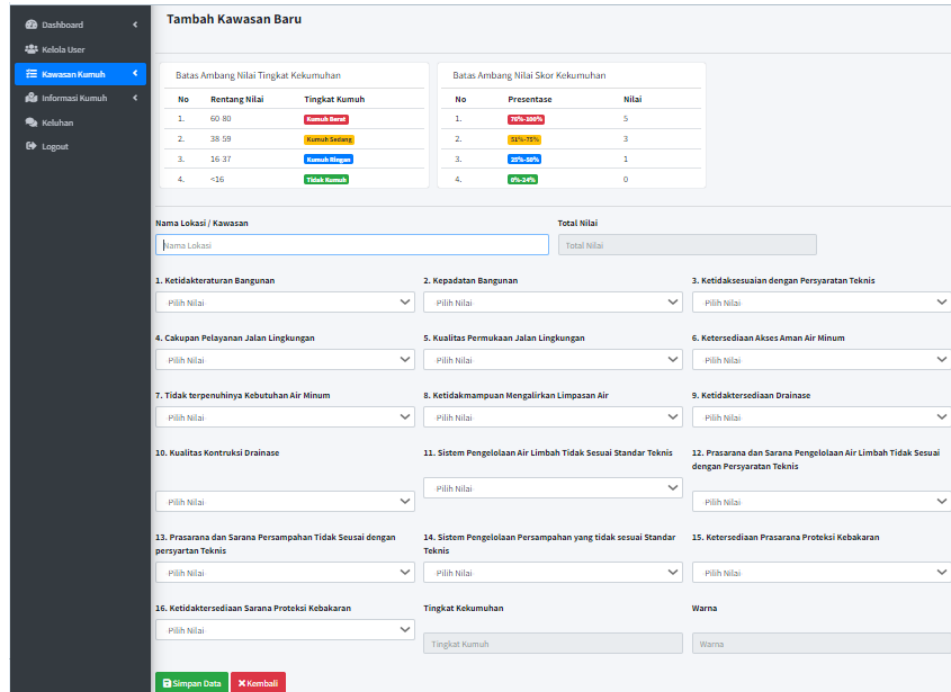 Tambah Kawasan Baru
Dashboard
Kelola User
Kawasan Kumuh
Informasi Kumuh
Keluhan
Logout
Batas Ambang Nilai Tingkat Kekumuhan
No Rentang Nilai Tingkat Kumuh
1. 60-80 Kumuh Berat
2. 38-59 Kumuh Sedang
3. 16-37 Kumuh Ringan
4. <16 Tidak Kumuh
Batas Ambang Nilai Skor Kekumuhan
No Presentase Nilai
1. 76%-100% 5
2. 51%-75% 3
3. 25%-50% 1
4. 0%-24% 0
Nama Lokasi / Kawasan Total Nilai
Nama Lokasi Total Nilai
1. Ketidakteraturan Bangunan 2. Kepadatan Bangunan 3. Ketidaksesuaian dengan Persyaratan Teknis
-Pilih Nilai- -Pilih Nilai- -Pilih Nilai-
4. Cakupan Pelayanan Jalan Lingkungan 5. Kualitas Permukaan Jalan Lingkungan 6. Ketersediaan Akses Aman Air Minum
-Pilih Nilai- -Pilih Nilai- -Pilih Nilai-
7. Tidak terpenuhinya Kebutuhan Air Minum 8. Ketidakmampuan Mengalirkan Limpasan Air 9. Ketidaktersediaan Drainase
-Pilih Nilai- -Pilih Nilai- -Pilih Nilai-
10. Kualitas Kontruksi Drainase 11. Sistem Pengelolaan Air Limbah Tidak Sesuai Standar Teknis 12. Prasarana dan Sarana Pengelolaan Air Limbah Tidak Sesuai
dengan Persyaratan Teknis
-Pilih Nilai- -Pilih Nilai- -Pilih Nilai-
13. Prasarana dan Sarana Persampahan Tidak Seusai dengan
persyartan Teknis
14. Sistem Pengelolaan Persampahan yang tidak sesuai Standar
Teknis
15. Ketersediaan Prasarana Proteksi Kebakaran
-Pilih Nilai- -Pilih Nilai- -Pilih Nilai-
16. Ketidaktersediaan Sarana Proteksi Kebakaran Tingkat Kekumuhan Warna
-Pilih Nilai- Tingkat Kumuh Warna
Simpan Data Kembali